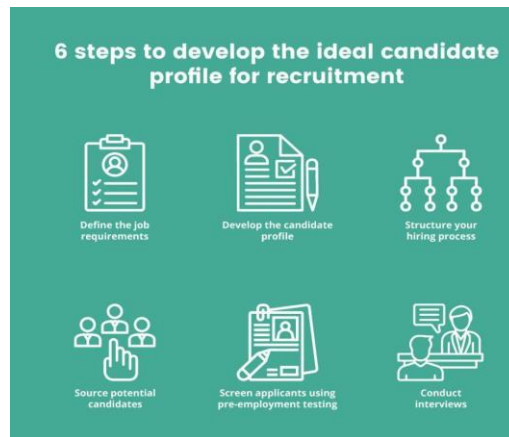 6 steps to develop the ideal candidate
profile for recruitment
Define the job
requirements
Develop the candidate
profile
Structure your
hiring process
Source potential
candidates
Screen applicants using
pre-employment testing
Conduct
interviews